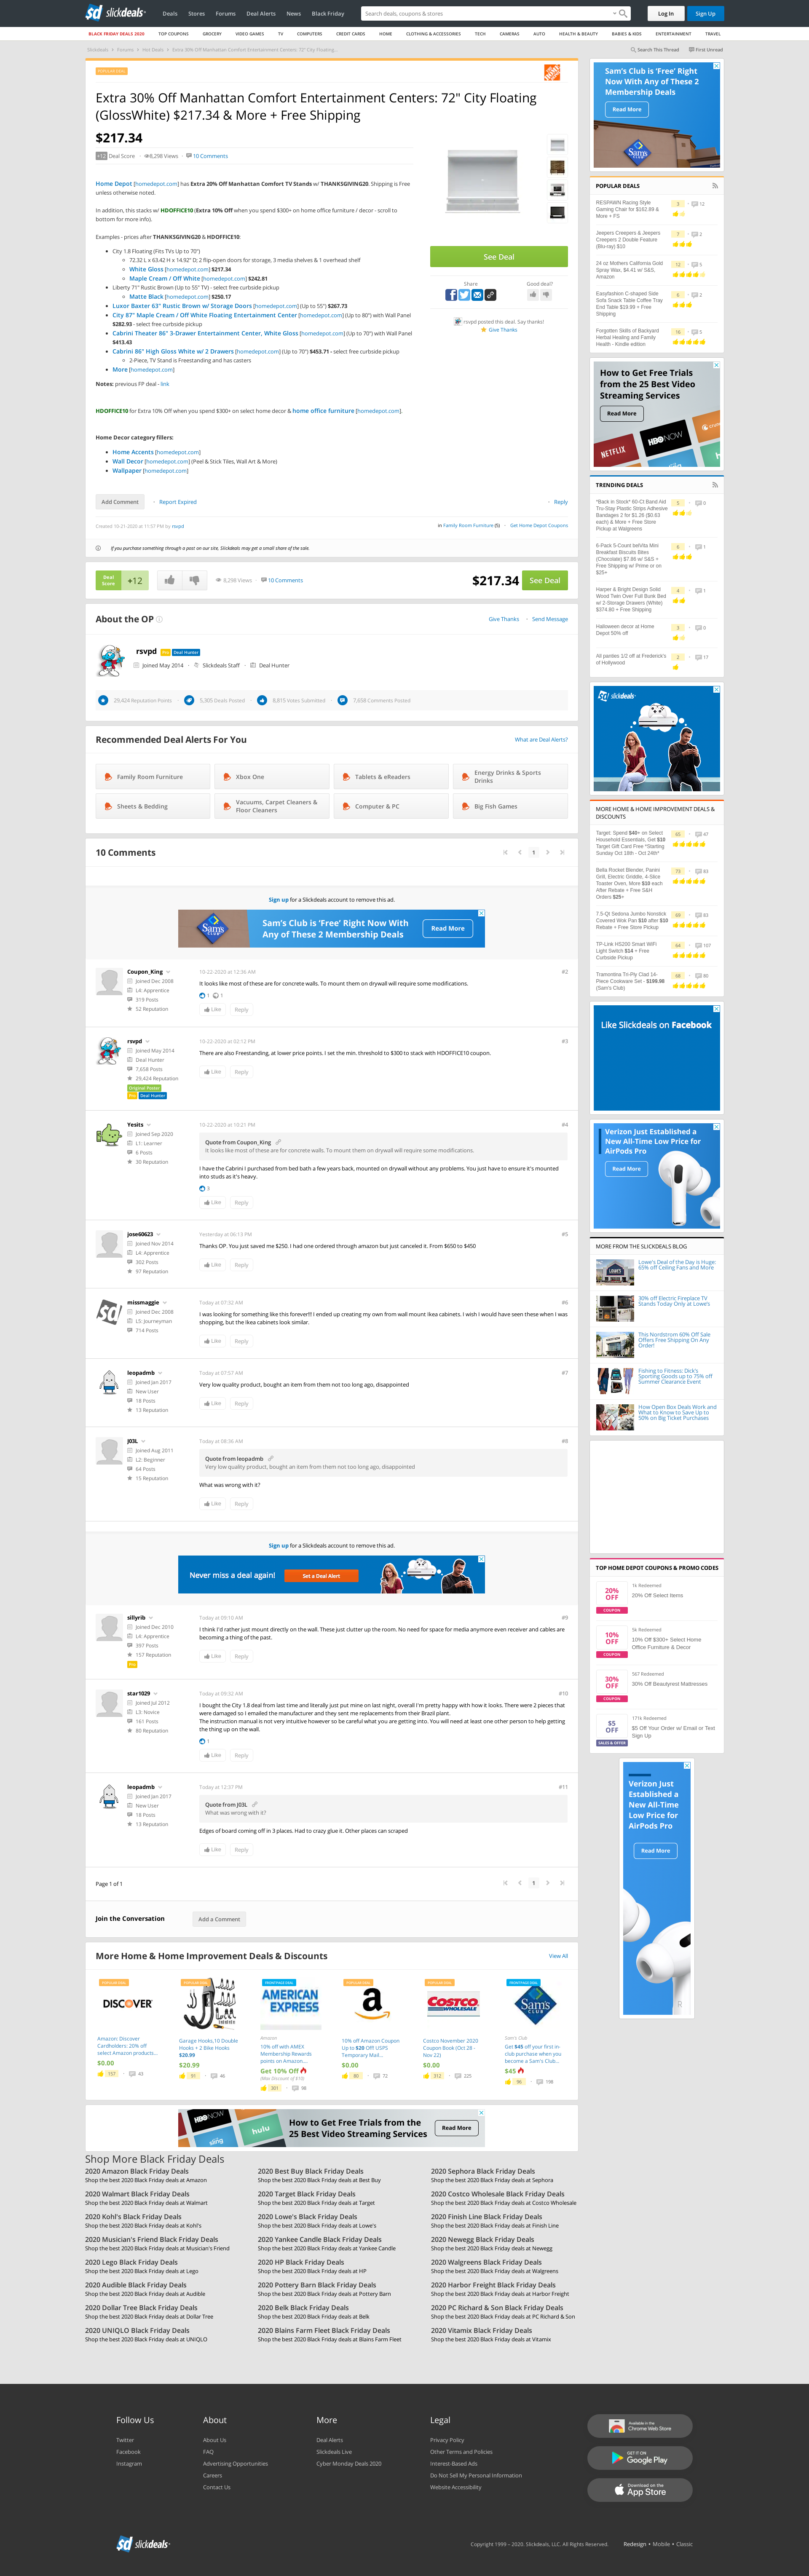 slickdeals
Deals
Stores
Forums
Deal Alerts
News
Black Friday
Search deals, coupons & stores
Log In
Sign Up
BLACK FRIDAY DEALS 2020
TOP COUPONS
GROCERY
VIDEO GAMES
TV
COMPUTERS
CREDIT CARDS
HOME
CLOTHING & ACCESSORIES
TECH
CAMERAS
AUTO
HEALTH & BEAUTY
BABIES & KIDS
ENTERTAINMENT
TRAVEL
Slickdeals > Forums > Hot Deals > Extra 30% Off Manhattan Comfort Entertainment Centers: 72" City Floating...
Search This Thread
First Unread
POPULAR DEAL
Extra 30% Off Manhattan Comfort Entertainment Centers: 72" City Floating
(GlossWhite) $217.34 & More + Free Shipping
$217.34
+12 Deal Score
8,298 Views
10 Comments
Home Depot [homedepot.com] has Extra 20% Off Manhattan Comfort TV Stands w/ THANKSGIVNG20. Shipping is Free
unless otherwise noted.
In addition, this stacks w/ HDOFFICE10 (Extra 10% Off when you spend $300+ on home office furniture / decor - scroll to
bottom for more info).
Examples - prices after THANKSGIVNG20 & HDOFFICE10:
City 1.8 Floating (Fits TVs Up to 70")
72.32 L x 63.42 H x 14.92" D; 2 flip-open doors for storage, 3 media shelves & 1 overhead shelf
White Gloss [homedepot.com] $217.34
Maple Cream / Off White [homedepot.com] $242.81
Liberty 71" Rustic Brown (Up to 55" TV) - select free curbside pickup
Matte Black [homedepot.com] $250.17
Luxor Baxter 63" Rustic Brown w/ Storage Doors [homedepot.com] (Up to 55") $267.73
City 87" Maple Cream / Off White Floating Entertainment Center [homedepot.com] (Up to 80") with Wall Panel
$282.93 - select free curbside pickup
Cabrini Theater 86" 3-Drawer Entertainment Center, White Gloss [homedepot.com] (Up to 70") with Wall Panel
$413.43
Cabrini 86" High Gloss White w/ 2 Drawers [homedepot.com] (Up to 70") $453.71 - select free curbside pickup
2-Piece, TV Stand is Freestanding and has casters
More [homedepot.com]
Notes: previous FP deal - link
HDOFFICE10 for Extra 10% Off when you spend $300+ on select home decor & home office furniture [homedepot.com].
Home Decor category fillers:
Home Accents [homedepot.com]
Wall Decor [homedepot.com] (Peel & Stick Tiles, Wall Art & More)
Wallpaper [homedepot.com]
See Deal
Share
Good deal?
rsvpd posted this deal. Say thanks!
Give Thanks
Add Comment
Report Expired
Reply
Created 10-21-2020 at 11:57 PM by rsvpd
in Family Room Furniture (5)
Get Home Depot Coupons
If you purchase something through a post on our site, Slickdeals may get a small share of the sale.
Deal
Score
+12
8,298 Views
10 Comments
$217.34
See Deal
About the OP
Give Thanks
Send Message
rsvpd Pro Deal Hunter
Joined May 2014
Slickdeals Staff
Deal Hunter
29,424 Reputation Points
5,305 Deals Posted
8,815 Votes Submitted
7,658 Comments Posted
Recommended Deal Alerts For You
What are Deal Alerts?
Family Room Furniture
Xbox One
Tablets & eReaders
Energy Drinks & Sports
Drinks
Sheets & Bedding
Vacuums, Carpet Cleaners &
Floor Cleaners
Computer & PC
Big Fish Games
10 Comments
1
Sign up for a Slickdeals account to remove this ad.
Sam's Club is 'Free' Right Now With
Any of These 2 Membership Deals
Read More
Coupon_King
Joined Dec 2008
L4: Apprentice
319 Posts
52 Reputation
10-22-2020 at 12:36 AM
#2
It looks like most of these are for concrete walls. To mount them on drywall will require some modifications.
1
1
Like
Reply
rsvpd
Joined May 2014
Deal Hunter
7,658 Posts
29,424 Reputation
Original Poster
Pro Deal Hunter
10-22-2020 at 02:12 PM
#3
There are also Freestanding, at lower price points. I set the min. threshold to $300 to stack with HDOFFICE10 coupon.
Like
Reply
Yesits
Joined Sep 2020
L1: Learner
6 Posts
30 Reputation
10-22-2020 at 10:21 PM
#4
Quote from Coupon_King
It looks like most of these are for concrete walls. To mount them on drywall will require some modifications.
I have the Cabrini I purchased from bed bath a few years back, mounted on drywall without any problems. You just have to ensure it's mounted
into studs as it's heavy.
3
Like
Reply
jose60623
Joined Nov 2014
L4: Apprentice
302 Posts
97 Reputation
Yesterday at 06:13 PM
#5
Thanks OP. You just saved me $250. I had one ordered through amazon but just canceled it. From $650 to $450
Like
Reply
missmaggie
Joined Dec 2008
L5: Journeyman
714 Posts
Today at 07:32 AM
#6
I was looking for something like this forever!!! I ended up creating my own from wall mount Ikea cabinets. I wish I would have seen these when I was
shopping, but the Ikea cabinets look similar.
Like
Reply
leopadmb
Joined Jan 2017
New User
18 Posts
13 Reputation
Today at 07:57 AM
#7
Very low quality product, bought an item from them not too long ago, disappointed
Like
Reply
J03L
Joined Aug 2011
L2: Beginner
64 Posts
15 Reputation
Today at 08:36 AM
#8
Quote from leopadmb
Very low quality product, bought an item from them not too long ago, disappointed
What was wrong with it?
Like
Reply
Sign up for a Slickdeals account to remove this ad.
Never miss a deal again!
Set a Deal Alert
slickdeals
sillyrib
Joined Dec 2010
L4: Apprentice
397 Posts
157 Reputation
Pro
Today at 09:10 AM
#9
I think I'd rather just mount directly on the wall. These just clutter up the room. No need for space for media anymore even receiver and cables are
becoming a thing of the past.
Like
Reply
star1029
Joined Jul 2012
L3: Novice
161 Posts
80 Reputation
Today at 09:32 AM
#10
I bought the City 1.8 deal from last time and literally just put mine on last night, overall I'm pretty happy with how it looks. There were 2 pieces that
were damaged so I emailed the manufacturer and they sent me replacements from their Brazil plant.
The instruction manual is not very intuitive however so be careful what you are getting into. You will need at least one other person to help getting
the thing up on the wall.
1
Like
Reply
leopadmb
Joined Jan 2017
New User
18 Posts
13 Reputation
Today at 12:37 PM
#11
Quote from J03L
What was wrong with it?
Edges of board coming off in 3 places. Had to crazy glue it. Other places can scraped
Like
Reply
Page 1 of 1
1
Join the Conversation
Add a Comment
More Home & Home Improvement Deals & Discounts
View All
POPULAR DEAL
DISCOVER
Amazon: Discover
Cardholders: 20% off
select Amazon products...
$0.00
157
43
POPULAR DEAL
Garage Hooks,10 Double
Hooks + 2 Bike Hooks
$20.99
$20.99
91
46
FRONTPAGE DEAL
AMERICAN
EXPRESS
Amazon
10% off with AMEX
Membership Rewards
points on Amazon...
Get 10% Off
(Max Discount of $10)
301
98
POPULAR DEAL
a
10% off Amazon Coupon
Up to $20 Off! USPS
Temporary Mail...
$0.00
80
72
POPULAR DEAL
COSTCO
WHOLESALE
Costco November 2020
Coupon Book (Oct 28 -
Nov 22)
$0.00
312
225
FRONTPAGE DEAL
Sam's
Sam's Club
Get $45 off your first in-
club purchase when you
become a Sam's Club...
$45
96
198
How to Get Free Trials from the
25 Best Video Streaming Services
Read More
Shop More Black Friday Deals
2020 Amazon Black Friday Deals
Shop the best 2020 Black Friday deals at Amazon
2020 Best Buy Black Friday Deals
Shop the best 2020 Black Friday deals at Best Buy
2020 Sephora Black Friday Deals
Shop the best 2020 Black Friday deals at Sephora
2020 Walmart Black Friday Deals
Shop the best 2020 Black Friday deals at Walmart
2020 Target Black Friday Deals
Shop the best 2020 Black Friday deals at Target
2020 Costco Wholesale Black Friday Deals
Shop the best 2020 Black Friday deals at Costco Wholesale
2020 Kohl's Black Friday Deals
Shop the best 2020 Black Friday deals at Kohl's
2020 Lowe's Black Friday Deals
Shop the best 2020 Black Friday deals at Lowe's
2020 Finish Line Black Friday Deals
Shop the best 2020 Black Friday deals at Finish Line
2020 Musician's Friend Black Friday Deals
Shop the best 2020 Black Friday deals at Musician's Friend
2020 Yankee Candle Black Friday Deals
Shop the best 2020 Black Friday deals at Yankee Candle
2020 Newegg Black Friday Deals
Shop the best 2020 Black Friday deals at Newegg
2020 Lego Black Friday Deals
Shop the best 2020 Black Friday deals at Lego
2020 HP Black Friday Deals
Shop the best 2020 Black Friday deals at HP
2020 Walgreens Black Friday Deals
Shop the best 2020 Black Friday deals at Walgreens
2020 Audible Black Friday Deals
Shop the best 2020 Black Friday deals at Audible
2020 Pottery Barn Black Friday Deals
Shop the best 2020 Black Friday deals at Pottery Barn
2020 Harbor Freight Black Friday Deals
Shop the best 2020 Black Friday deals at Harbor Freight
2020 Dollar Tree Black Friday Deals
Shop the best 2020 Black Friday deals at Dollar Tree
2020 Belk Black Friday Deals
Shop the best 2020 Black Friday deals at Belk
2020 PC Richard & Son Black Friday Deals
Shop the best 2020 Black Friday deals at PC Richard & Son
2020 UNIQLO Black Friday Deals
Shop the best 2020 Black Friday deals at UNIQLO
2020 Blains Farm Fleet Black Friday Deals
Shop the best 2020 Black Friday deals at Blains Farm Fleet
2020 Vitamix Black Friday Deals
Shop the best 2020 Black Friday deals at Vitamix
Sam's Club is 'Free' Right
Now With Any of These 2
Membership Deals
Read More
POPULAR DEALS
RESPAWN Racing Style
Gaming Chair for $162.89 &
More + FS
3
12
Jeepers Creepers & Jeepers
Creepers 2 Double Feature
(Blu-ray) $10
7
2
24 oz Mothers California Gold
Spray Wax. $4.41 w/ S&S.
Amazon
12
5
Easyfashion C-shaped Side
Sofa Snack Table Coffee Tray
End Table $19.99 + Free
Shipping
6
2
Forgotten Skills of Backyard
Herbal Healing and Family
Health - Kindle edition
16
5
How to Get Free Trials
from the 25 Best Video
Streaming Services
Read More
NETFLIX
HBO NOW
TRENDING DEALS
*Back in Stock* 60-Ct Band Aid
Tru-Stay Plastic Strips Adhesive
Bandages 2 for $1.26 ($0.63
each) & More + Free Store
Pickup at Walgreens
5
0
6-Pack 5-Count belVita Mini
Breakfast Biscuits Bites
(Chocolate) $7.86 w/ S&S +
Free Shipping w/ Prime or on
$25+
6
1
Harper & Bright Design Solid
Wood Twin Over Full Bunk Bed
w/ 2-Storage Drawers (White)
$374.80 + Free Shipping
4
1
Halloween decor at Home
Depot 50% off
3
0
All panties 1/2 off at Frederick's
of Hollywood
2
17
slickdeals
MORE HOME & HOME IMPROVEMENT DEALS &
DISCOUNTS
Target: Spend $40+ on Select
Household Essentials, Get $10
Target Gift Card Free *Starting
Sunday Oct 18th - Oct 24th*
65
47
Bella Rocket Blender, Panini
Grill, Electric Griddle, 4-Slice
Toaster Oven, More $10 each
After Rebate + Free S&H
Orders $25+
73
83
7.5-Qt Sedona Jumbo Nonstick
Covered Wok Pan $10 after $10
Rebate + Free Store Pickup
60
83
TP-Link HS200 Smart WiFi
Light Switch $14 + Free
Curbside Pickup
64
107
Tramontina Tri-Ply Clad 14-
Piece Cookware Set - $199.98
(Sam's Club)
68
80
Like Slickdeals on Facebook
Verizon Just Established a
New All-Time Low Price for
AirPods Pro
Read More
MORE FROM THE SLICKDEALS BLOG
Lowe's Deal of the Day is Huge:
65% off Ceiling Fans and More
30% off Electric Fireplace TV
Stands Today Only at Lowe's
This Nordstrom 60% Off Sale
Offers Free Shipping On Any
Order!
Fishing to Fitness: Dick's
Sporting Goods up to 75% off
Summer Clearance Event
How Open Box Deals Work and
What to Know to Save Up to
50% on Big Ticket Purchases
TOP HOME DEPOT COUPONS & PROMO CODES
20%
OFF
COUPON
1k Redeemed
20% Off Select Items
10%
OFF
COUPON
5k Redeemed
10% Off $300+ Select Home
Office Furniture & Decor
30%
OFF
COUPON
567 Redeemed
30% Off Beautyrest Mattresses
$5
OFF
SALES & OFFER
171k Redeemed
$5 Off Your Order w/ Email or Text
Sign Up
Verizon Just
Established a
New All-Time
Low Price for
AirPods Pro
Read More
Follow Us
Twitter
Facebook
Instagram
About
About Us
FAQ
Advertising Opportunities
Careers
Contact Us
More
Deal Alerts
Slickdeals Live
Cyber Monday Deals 2020
Legal
Privacy Policy
Other Terms and Policies
Interest-Based Ads
Do Not Sell My Personal Information
Website Accessibility
Available in the
Chrome Web Store
GET IT ON
Google Play
Download on the
App Store
slickdeals
Copyright 1999 – 2020. Slickdeals, LLC. All Rights Reserved.
Redesign • Mobile • Classic